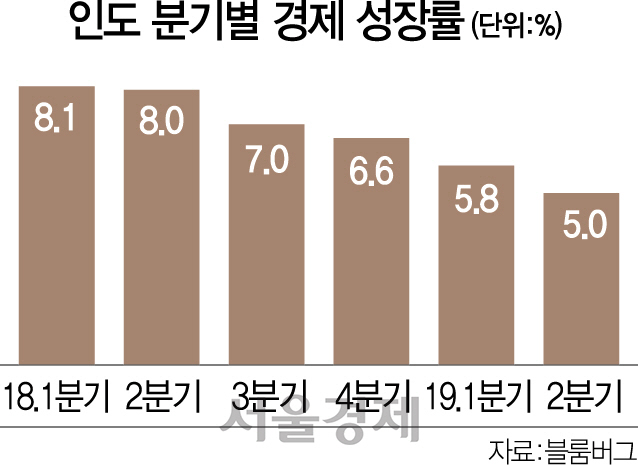 인도 분기별 경제 성장률 (단위:%)
8.1 8.0 7.0 6.6 5.8 5.0
18.1분기 2분기 3분기 4분기 19.1분기 2분기
서울경제
자료:블룸버그